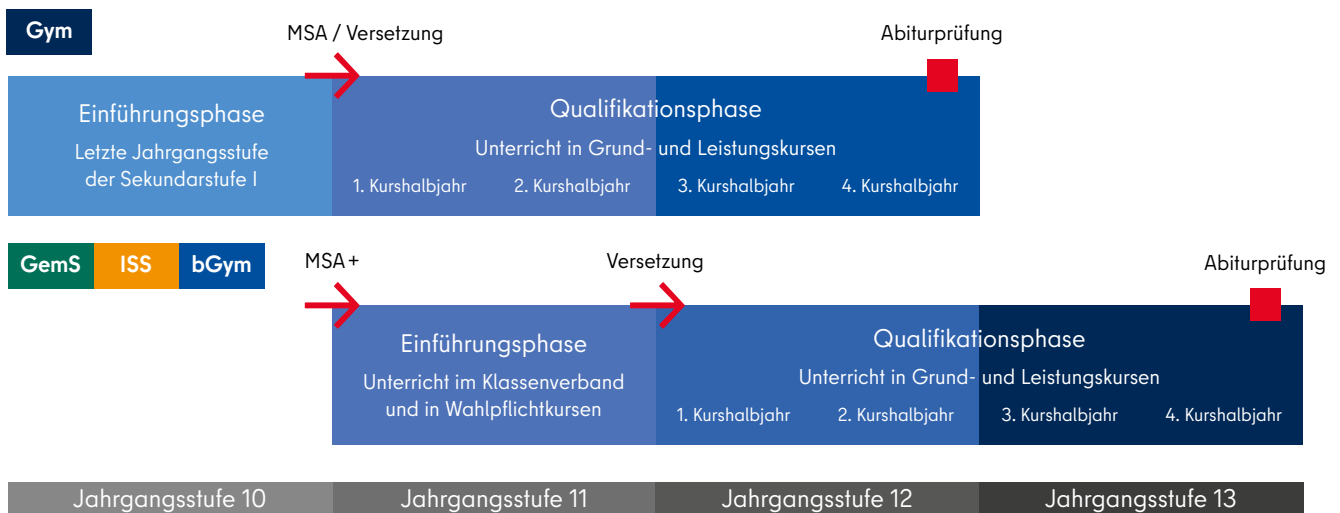 Gym
MSA / Versetzung
Abiturprüfung
Einführungsphase
Letzte Jahrgangsstufe
der Sekundarstufe I
Qualifikationsphase
Unterricht in Grund- und Leistungskursen
1. Kurshalbjahr
2. Kurshalbjahr
3. Kurshalbjahr
4. Kurshalbjahr
GemS
ISS
bGym
MSA+
Versetzung
Abiturprüfung
Einführungsphase
Unterricht im Klassenverband
und in Wahlpflichtkursen
Qualifikationsphase
Unterricht in Grund- und Leistungskursen
1. Kurshalbjahr
2. Kurshalbjahr
3. Kurshalbjahr
4. Kurshalbjahr
Jahrgangsstufe 10
Jahrgangsstufe 11
Jahrgangsstufe 12
Jahrgangsstufe 13